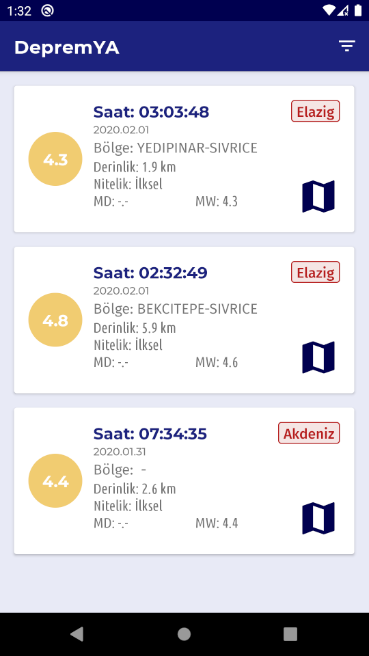 1:32
DepremYA
Saat: 03:03:48
Elazig
2020.02.01
4.3
Bölge: YEDIPINAR-SIVRICE
Derinlik: 1.9 km
Nitelik: İlksel
MD: -.- MW: 4.3
Saat: 02:32:49
Elazig
2020.02.01
4.8
Bölge: BEKCITEPE-SIVRICE
Derinlik: 5.9 km
Nitelik: İlksel
MD: -.- MW: 4.6
Saat: 07:34:35
Akdeniz
2020.01.31
4.4
Bölge: -
Derinlik: 2.6 km
Nitelik: İlksel
MD: -.- MW: 4.4